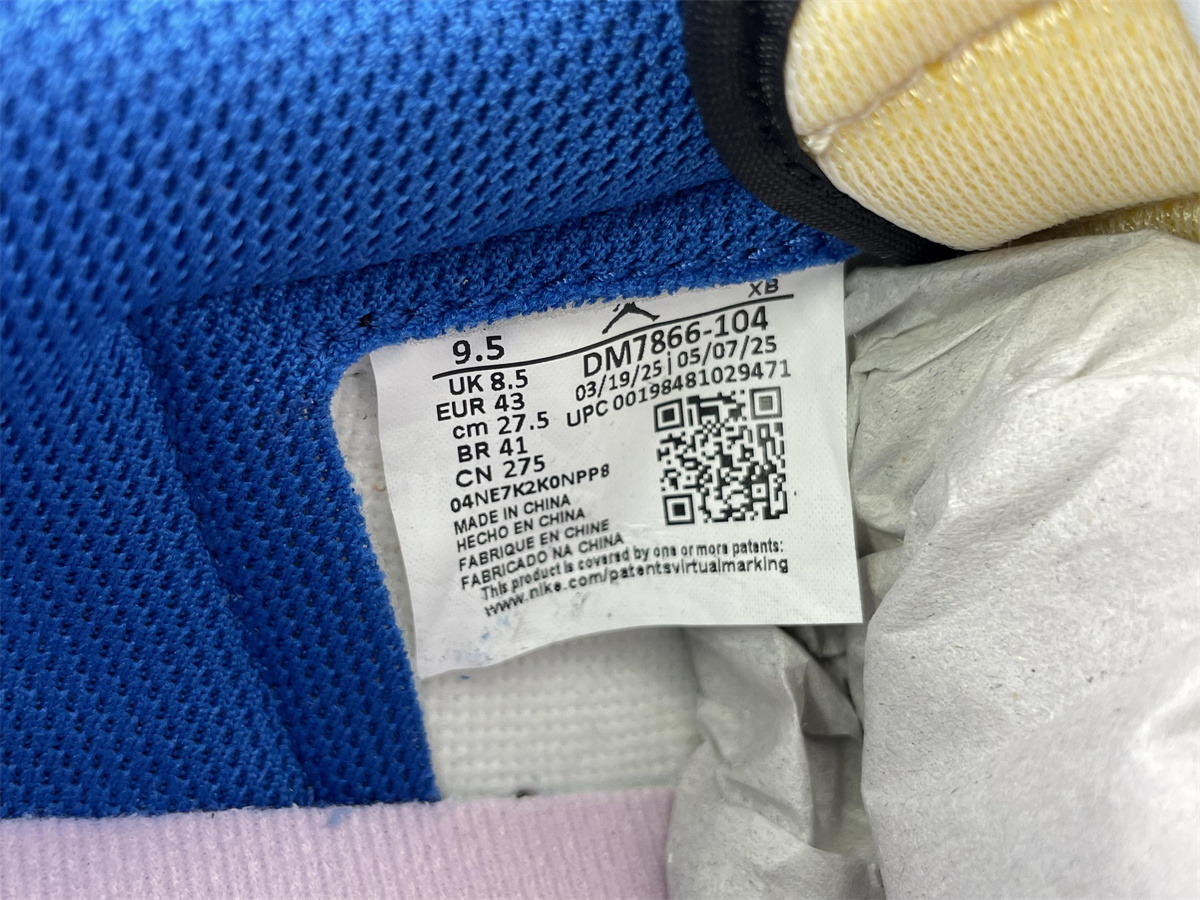 XB
9.5
DM7866-104
UK 8.5
03/19/25 | 05/07/25
EUR 43
UPC 00198481029471
cm 27.5
BR 41
CN 275
04NE7K2K0NPP8
MADE IN CHINA
HECHO EN CHINA
FABRIQUE EN CHINE
FABRICADO NA CHINA
This product is covered by one or more patents:
www.nike.com/patentsvirtualmarking